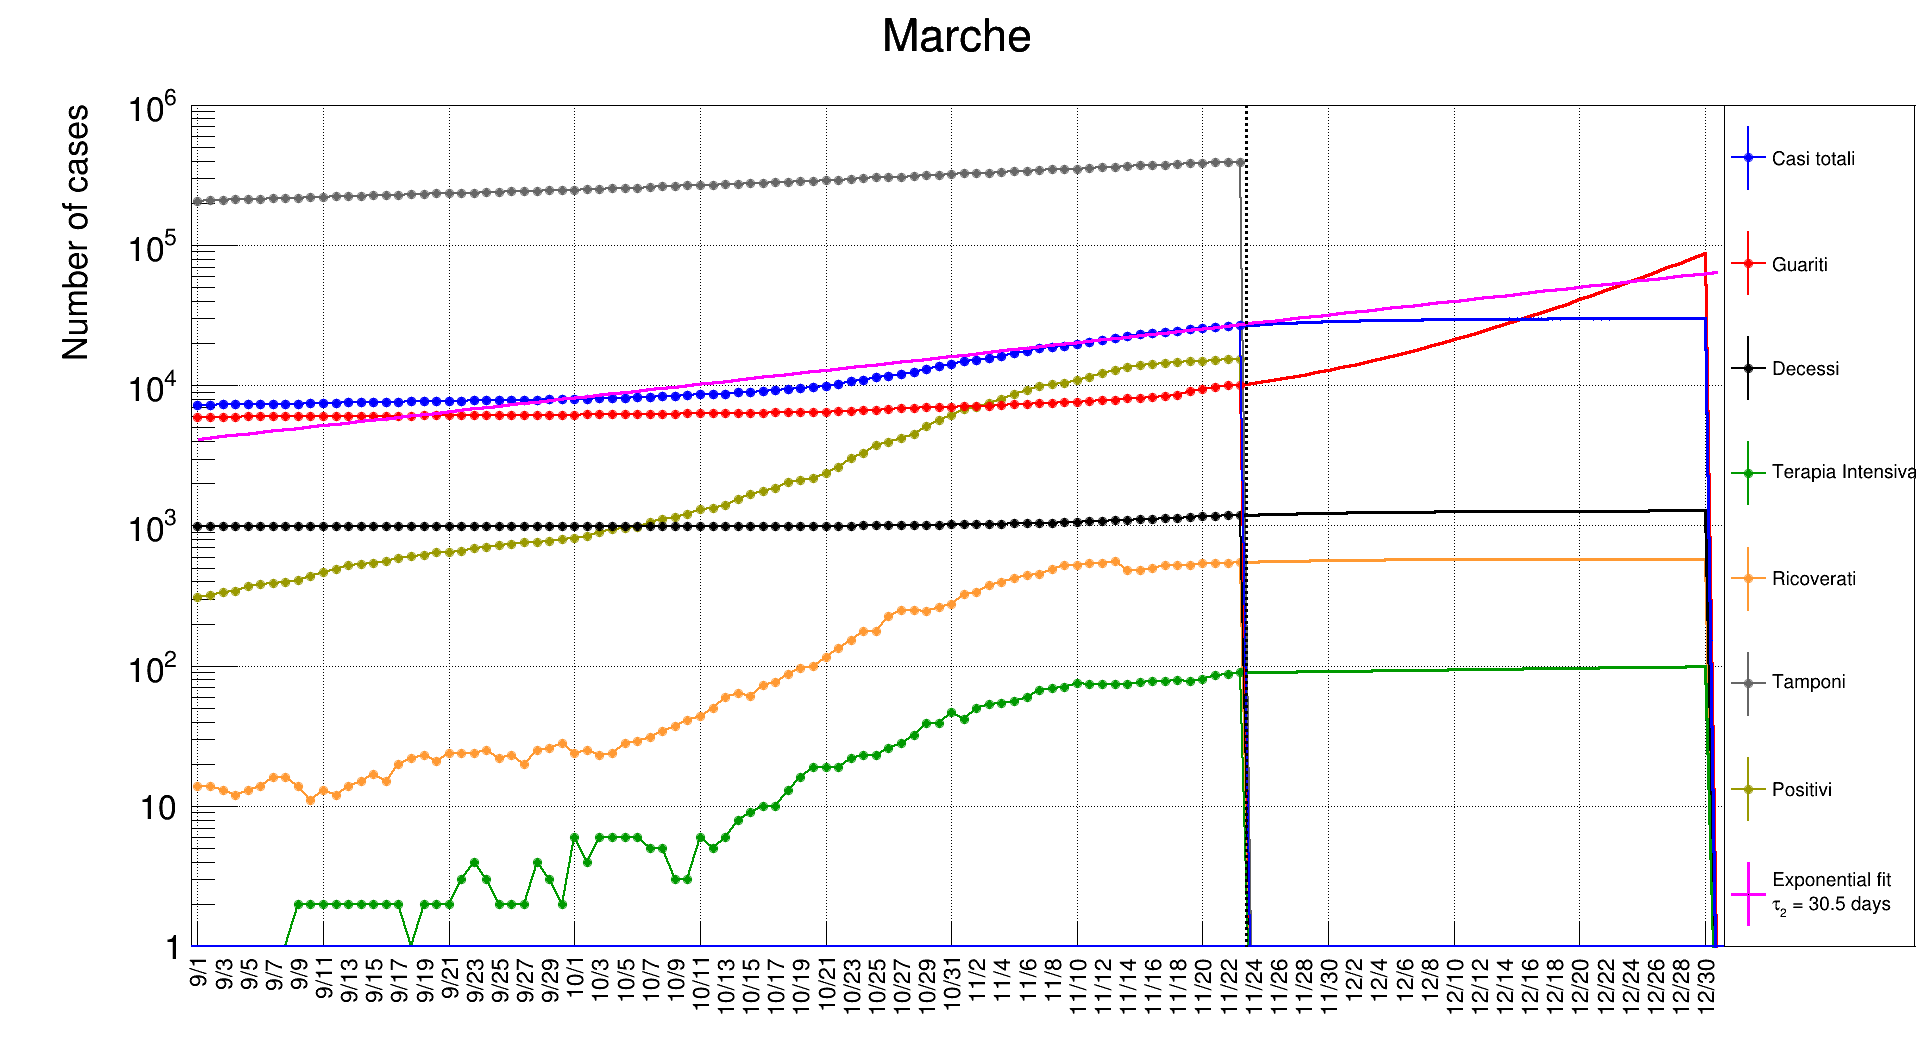 Marche
Number of cases
10^6
10^5
10^4
10^3
10^2
10
1
9/1 9/3 9/5 9/7 9/9 9/11 9/13 9/15 9/17 9/19 9/21 9/23 9/25 9/27 9/29 10/1 10/3 10/5 10/7 10/9 10/11 10/13 10/15 10/17 10/19 10/21 10/23 10/25 10/27 10/29 10/31 11/2 11/4 11/6 11/8 11/10 11/12 11/14 11/16 11/18 11/20 11/22 11/24 11/26 11/28 11/30 12/2 12/4 12/6 12/8 12/10 12/12 12/14 12/16 12/18 12/20 12/22 12/24 12/26 12/28 12/30
Casi totali
Guariti
Decessi
Terapia Intensiva
Ricoverati
Tamponi
Positivi
Exponential fit
τ₂ = 30.5 days